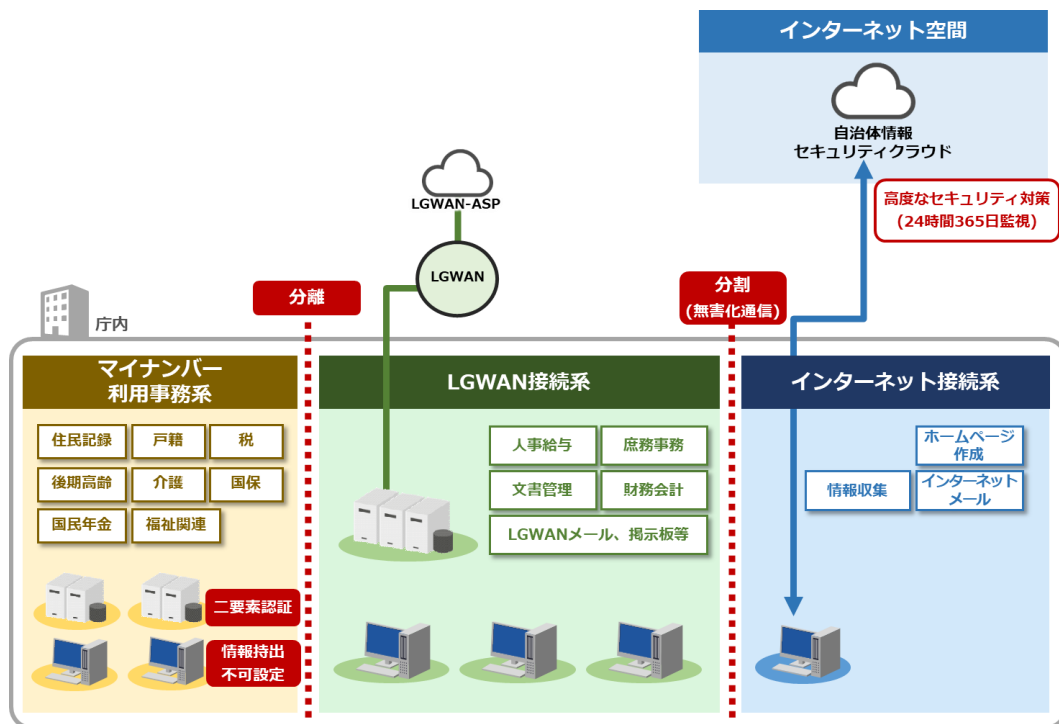 インターネット空間
自治体情報
セキュリティクラウド
高度なセキュリティ対策
(24時間365日監視)
LGWAN-ASP
LGWAN
分離
分割
(無害化通信)
庁内
マイナンバー
利用事務系
住民記録
戸籍
税
後期高齢
介護
国保
国民年金
福祉関連
二要素認証
情報持出
不可設定
LGWAN接続系
人事給与
庶務事務
文書管理
財務会計
LGWANメール、掲示板等
インターネット接続系
ホームページ
作成
情報収集
インターネット
メール